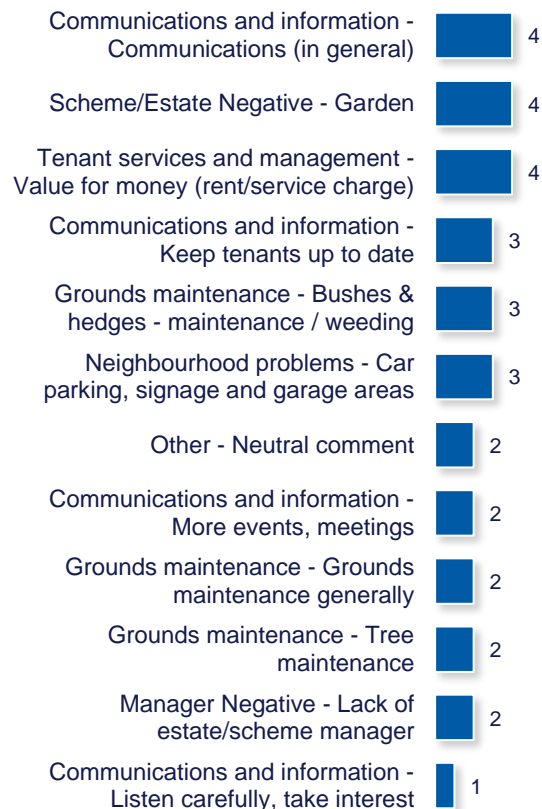 Communications and information -
Communications (in general)
4
Scheme/Estate Negative - Garden
4
Tenant services and management -
Value for money (rent/service charge)
4
Communications and information -
Keep tenants up to date
3
Grounds maintenance - Bushes &
hedges - maintenance / weeding
3
Neighbourhood problems - Car
parking, signage and garage areas
3
Other - Neutral comment
2
Communications and information -
More events, meetings
2
Grounds maintenance - Grounds
maintenance generally
2
Grounds maintenance - Tree
maintenance
2
Manager Negative - Lack of
estate/scheme manager
2
Communications and information -
Listen carefully, take interest
1